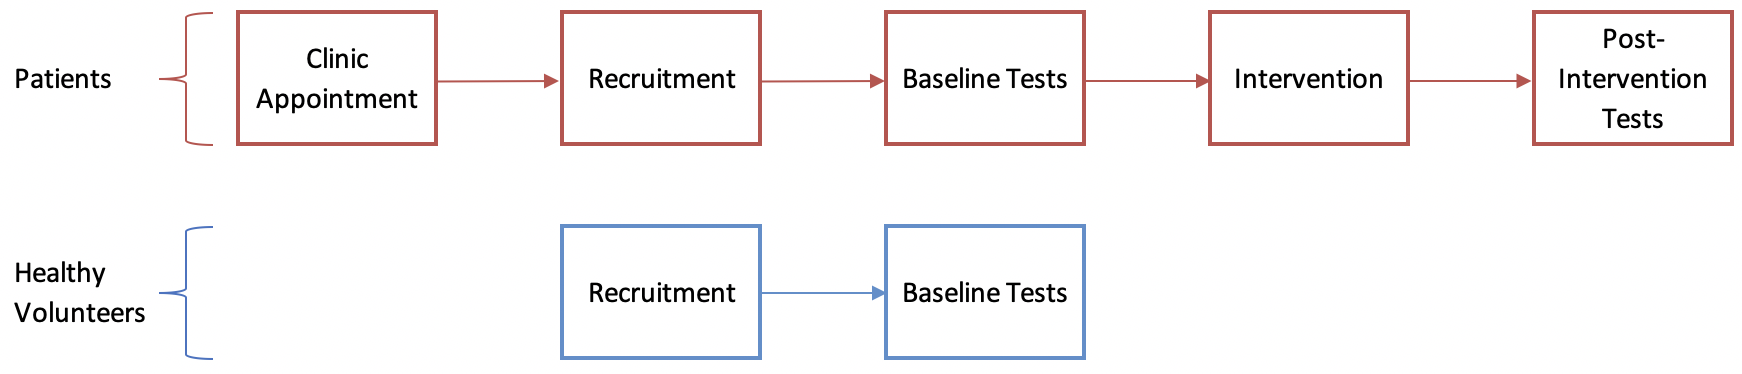 Patients
Clinic
Appointment
Recruitment
Baseline Tests
Intervention
Post-
Intervention
Tests
Healthy
Volunteers
Recruitment
Baseline Tests